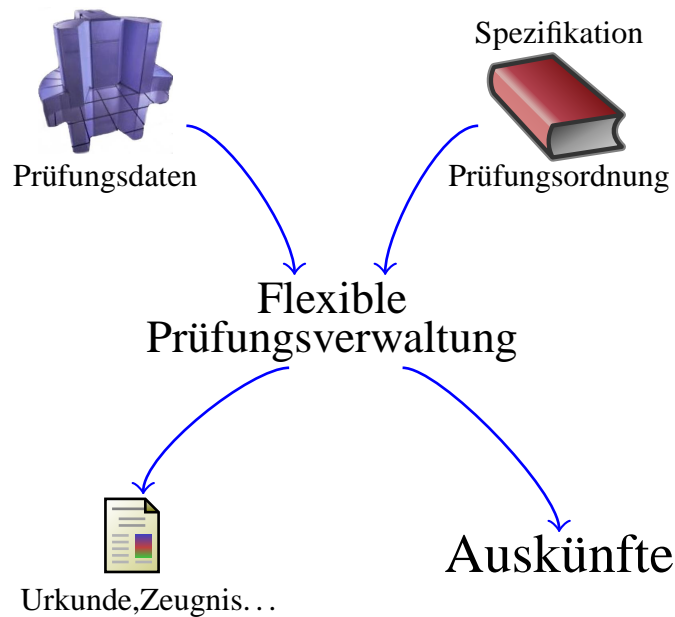 Spezifikation
Prüfungsdaten
Prüfungsordnung
Flexible
Prüfungsverwaltung
Auskünfte
Urkunde,Zeugnis...